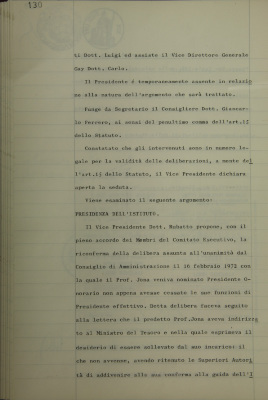 130
ti Dott. Luigi ed assiste il Vice Direttore Generale
Gay Dott. Carlo.
Il Presidente è temporaneamente assente in relazio
ne alla natura dell'argomento che sarà trattato.
Funge da Segretario il Consigliere Dott. Giancar-
lo Ferrero, ai sensi del penultimo comma dell'art.13
dello Statuto.
Constatato che gli intervenuti sono in numero le-
gale per la validità delle deliberazioni, a mente del
l'art.13 dello Statuto, il Vice Presidente dichiara
aperta la seduta.
Viene esaminato il seguente argomento:
PRESIDENZA DELL'ISTITUTO.
Il Vice Presidente Dott. Rubatto propone, con il
pieno accordo dei Membri del Comitato Esecutivo, la
riconferma della delibera assunta all'unanimità dal
Consiglio di Amministrazione il 16 febbraio 1972 con
la quale il Prof. Jona veniva nominato Presidente O-
norario non appena avesse cessato le sue funzioni di
Presidente effettivo. Detta delibera faceva seguito
alla lettera che il predetto Prof. Jona aveva indiriz
to al Ministro del Tesoro e nella quale esprimeva il
desiderio di essere sollevato dal suo incarico: il
che non avvenne, avendo ritenuto le Superiori Autori
tà di addivenire alla sua conferma alla guida dell'I